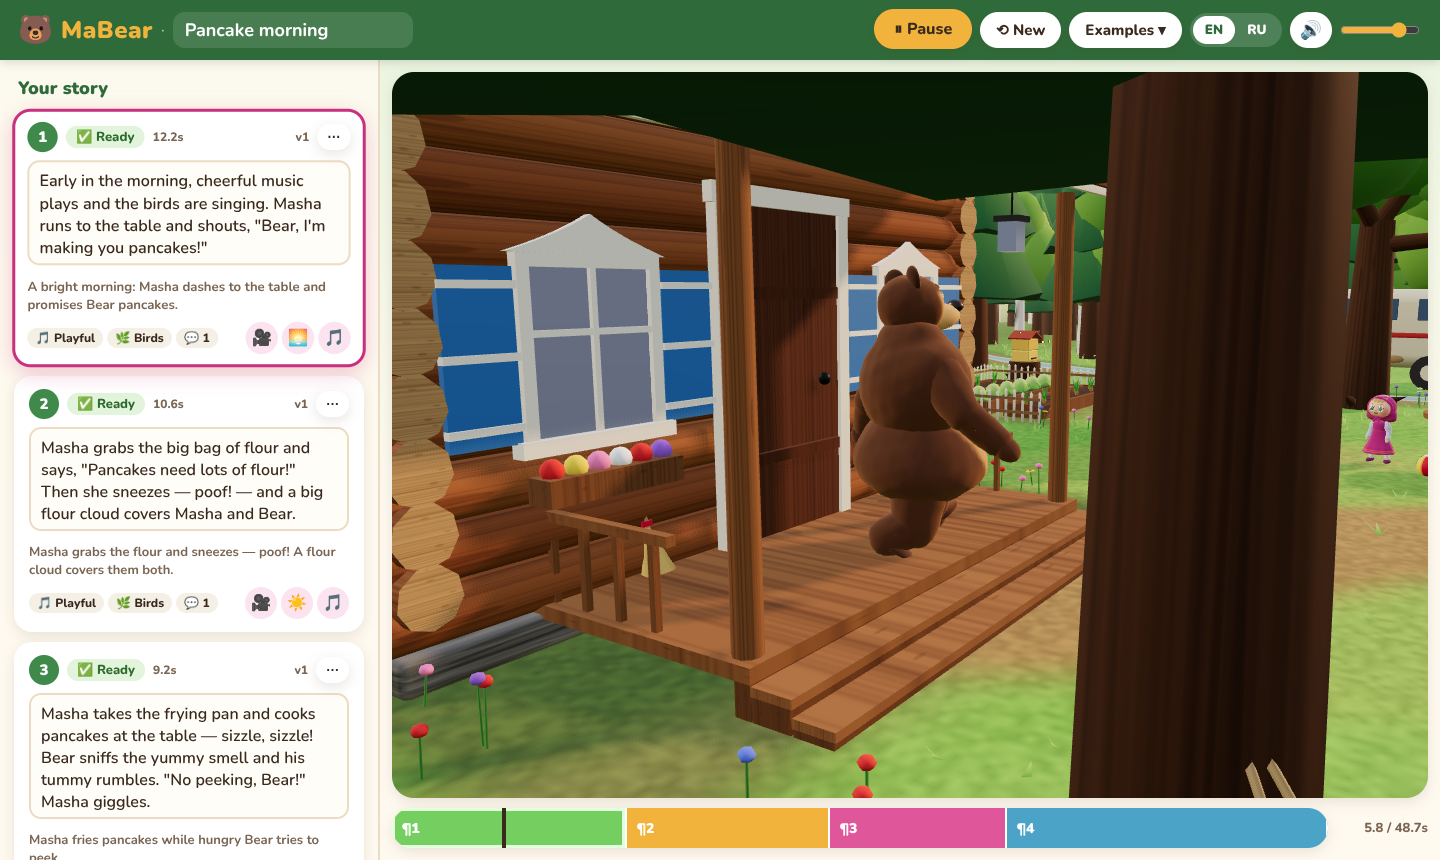 MaBear · Pancake morning
Pause
New
Examples ▾
EN
RU
Your story
1
Ready
12.2s
v1
...
Early in the morning, cheerful music
plays and the birds are singing. Masha
runs to the table and shouts, "Bear, I'm
making you pancakes!"
A bright morning: Masha dashes to the table and
promises Bear pancakes.
Playful
Birds
1
2
Ready
10.6s
v1
...
Masha grabs the big bag of flour and
says, "Pancakes need lots of flour!"
Then she sneezes — poof! — and a big
flour cloud covers Masha and Bear.
Masha grabs the flour and sneezes — poof! A flour
cloud covers them both.
Playful
Birds
1
3
Ready
9.2s
v1
...
Masha takes the frying pan and cooks
pancakes at the table — sizzle, sizzle!
Bear sniffs the yummy smell and his
tummy rumbles. "No peeking, Bear!"
Masha giggles.
Masha fries pancakes while hungry Bear tries to
peek
¶1
¶2
¶3
¶4
5.8 / 48.7s